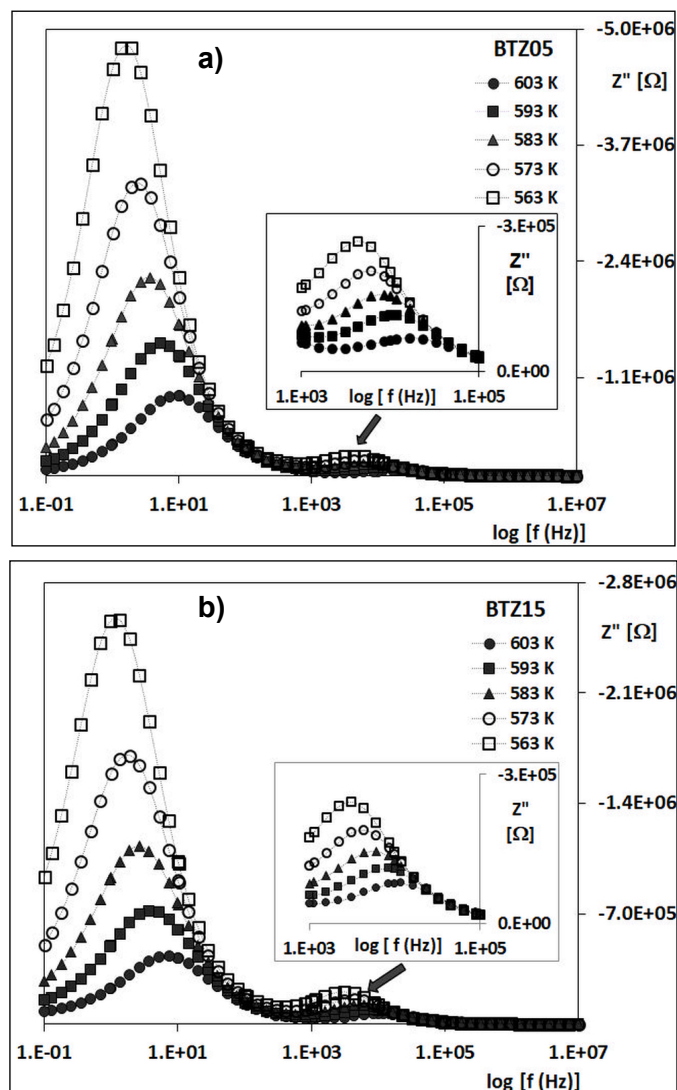 a)
BTZ05
603 K
593 K
583 K
573 K
563 K
-5.0E+06
Z'' [Ω]
-3.7E+06
-2.4E+06
-1.1E+06
-3.E+05
Z''
[Ω]
0.E+00
1.E+03
log [ f (Hz)]
1.E+05
1.E-01
1.E+01
1.E+03
1.E+05
1.E+07
log [f (Hz)]
b)
BTZ15
603 K
593 K
583 K
573 K
563 K
-2.8E+06
Z'' [Ω]
-2.1E+06
-1.4E+06
-7.0E+05
-3.E+05
Z''
[Ω]
0.E+00
1.E+03
log [ f (Hz)]
1.E+05
1.E-01
1.E+01
1.E+03
1.E+05
1.E+07
log [f (Hz)]